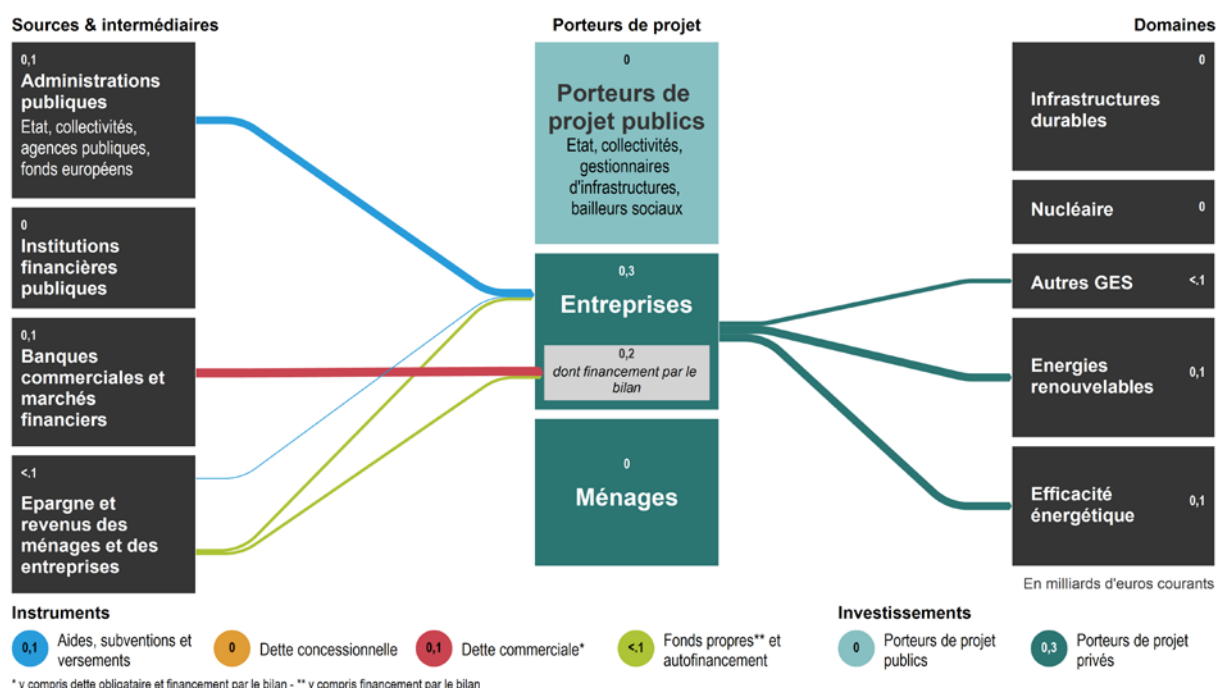 Sources & intermédiaires
Porteurs de projet
Domaines
0,1
Administrations
publiques
Etat, collectivités,
agences publiques,
fonds européens
0
Institutions
financières
publiques
0,1
Banques
commerciales et
marchés
financiers
<.1
Epargne et
revenus des
ménages et des
entreprises
0
Porteurs de
projet publics
Etat, collectivités,
gestionnaires
d'infrastructures,
bailleurs sociaux
0,3
Entreprises
0,2
dont financement par le
bilan
0
Ménages
0
Infrastructures
durables
Nucléaire 0
Autres GES <.1
Energies
renouvelables
0,1
Efficacité
énergétique
0,1
En milliards d'euros courants
Instruments
0,1 Aides, subventions et
versements
0 Dette concessionnelle
0,1 Dette commerciale*
<.1 Fonds propres** et
autofinancement
Investissements
0 Porteurs de projet
publics
0,3 Porteurs de projet
privés
* y compris dette obligataire et financement par le bilan - ** y compris financement par le bilan